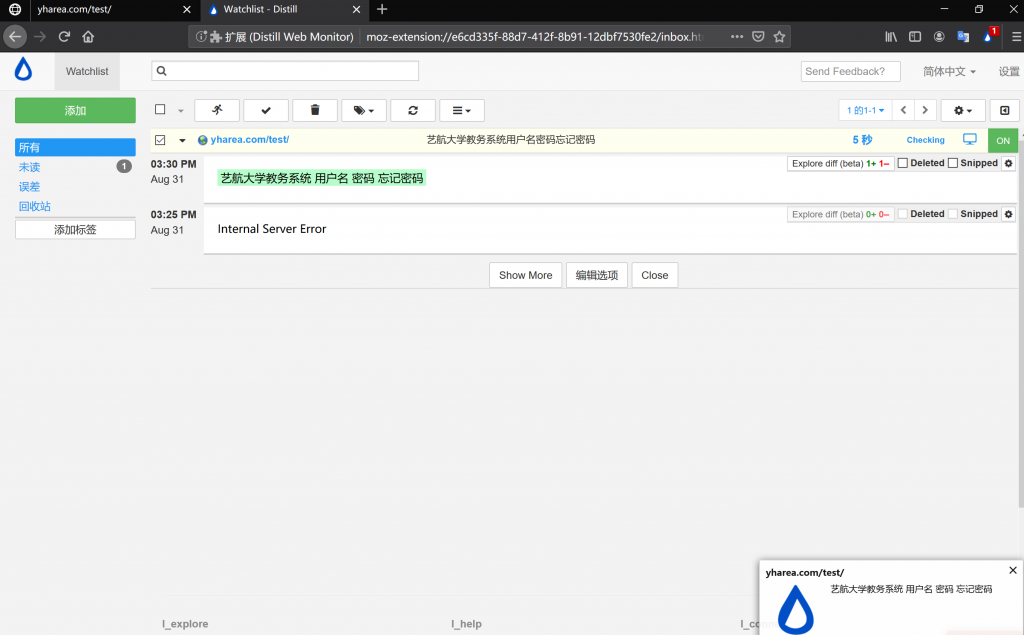 yharea.com/test/
Watchlist - Distill
扩展 (Distill Web Monitor)
moz-extension://e6cd335f-88d7-412f-8b91-12dbf7530fe2/inbox.ht
1
Watchlist
Send Feedback?
简体中文
设置
添加
1 的1-1
所有
yharea.com/test/
艺航大学教务系统用户名密码忘记密码
5 秒
Checking
ON
未读
1
误差
回收站
添加标签
03:30 PM
Aug 31
Explore diff (beta) 1+ 1–
Deleted
Snipped
艺航大学教务系统 用户名 密码 忘记密码
03:25 PM
Aug 31
Explore diff (beta) 0+ 0–
Deleted
Snipped
Internal Server Error
Show More
编辑选项
Close
yharea.com/test/
艺航大学教务系统 用户名 密码 忘记密码
l_explore
l_help